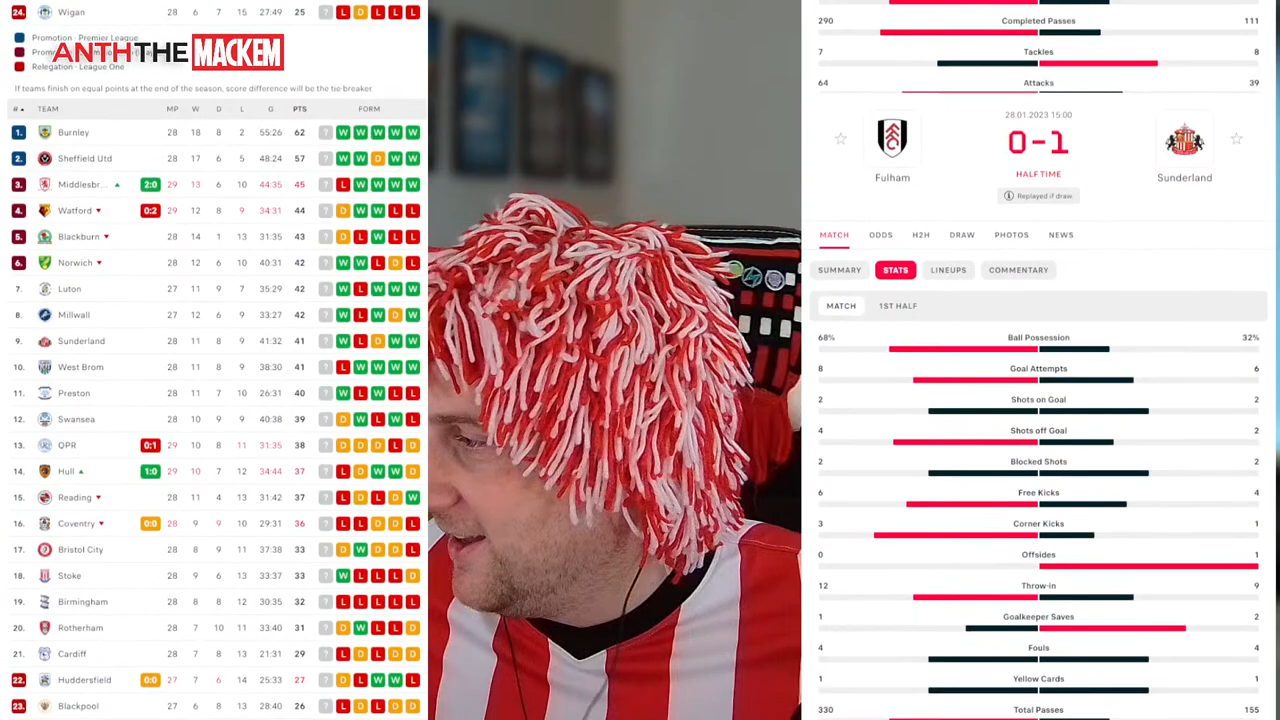 24. Wigan 28 6 7 15 27:49 25 ? L D L L L
Promotion - Premier League
ANTHTHEMACKEM
Relegation - League One
If teams finish on equal points at the end of the season, score difference will be the tie-breaker.
# TEAM MP W D L G PTS FORM
1. Burnley 28 18 8 2 55:26 62 ? W W W W W
2. Sheffield Utd 28 17 6 5 48:24 57 ? W W D W W
3. Middlesbr... 2:0 29 13 6 10 44:35 45 ? L W W W W
4. Watford 0:2 29 12 8 9 34:31 44 ? D W W L L
5. Blackburn 28 14 1 13 31:35 43 ? D L W L L
6. Norwich 28 12 6 10 40:31 42 ? W W L D L
7. Luton 27 11 9 7 35:29 42 ? W L W W W
8. Millwall 27 12 6 9 33:27 42 ? W L W D W
9. Sunderland 28 11 8 9 41:32 41 ? W L D W W
10. West Brom 28 11 8 9 38:30 41 ? L W W W W
11. Preston 28 11 7 10 26:31 40 ? W L W L L
12. Swansea 28 10 9 9 40:38 39 ? D W L W L
13. QPR 0:1 29 10 8 11 31:35 38 ? D D D L D
14. Hull 1:0 29 10 7 12 34:44 37 ? L D W W D
15. Reading 28 11 4 13 31:42 37 ? L D L D W
16. Coventry 0:0 28 9 9 10 29:31 36 ? L L D D L
17. Bristol City 28 8 9 11 37:38 33 ? D W D D L
18. Stoke 28 9 6 13 33:37 33 ? W L L L D
19. Birmingham 28 8 8 12 30:35 32 ? L L L L L
20. Rotherham 28 7 10 11 33:40 31 ? D W L L D
21. Cardiff 28 7 8 13 21:31 29 ? L D L D D
22. Huddersfield 0:0 27 7 6 14 25:33 27 ? D L W W L
23. Blackpool 27 6 8 13 28:40 26 ? L D L D D
290 Completed Passes 111
7 Tackles 8
64 Attacks 39
28.01.2023 15:00
0-1
Fulham Sunderland
HALF TIME
Replayed if draw.
MATCH ODDS H2H DRAW PHOTOS NEWS
SUMMARY STATS LINEUPS COMMENTARY
MATCH 1ST HALF
68% Ball Possession 32%
8 Goal Attempts 6
2 Shots on Goal 2
4 Shots off Goal 2
2 Blocked Shots 2
6 Free Kicks 4
3 Corner Kicks 1
0 Offsides 1
12 Throw-in 9
1 Goalkeeper Saves 2
4 Fouls 4
1 Yellow Cards 1
330 Total Passes 155